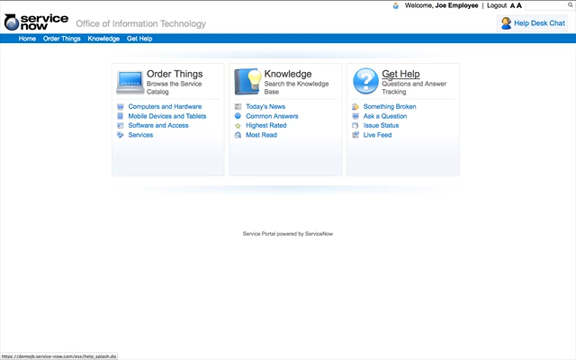 Welcome, Joe Employee | Logout A A
service now Office of Information Technology
Help Desk Chat
Home Order Things Knowledge Get Help
Order Things
Browse the Service Catalog
Computers and Hardware
Mobile Devices and Tablets
Software and Access
Services
Knowledge
Search the Knowledge Base
Today's News
Common Answers
Highest Rated
Most Read
Get Help
Questions and Answer Tracking
Something Broken
Ask a Question
Issue Status
Live Feed
Service Portal powered by ServiceNow
https://demojb.service-now.com/ess/help_splash.do